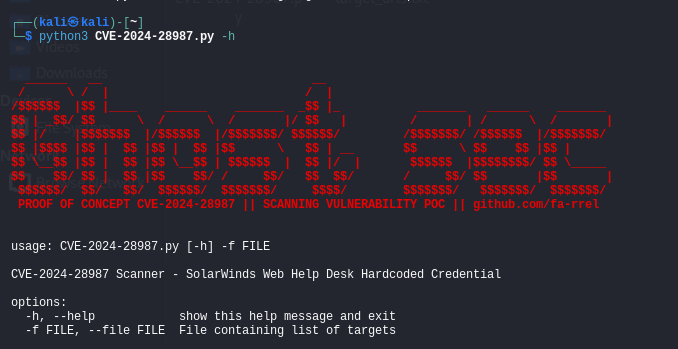 (kali㉿kali)-[~]
$ python3 CVE-2024-28987.py -h
Ghost sec
PROOF OF CONCEPT CVE-2024-28987 || SCANNING VULNERABILITY POC || github.com/fa-rrel
usage: CVE-2024-28987.py [-h] -f FILE
CVE-2024-28987 Scanner - SolarWinds Web Help Desk Hardcoded Credential
options:
-h, --help show this help message and exit
-f FILE, --file FILE File containing list of targets